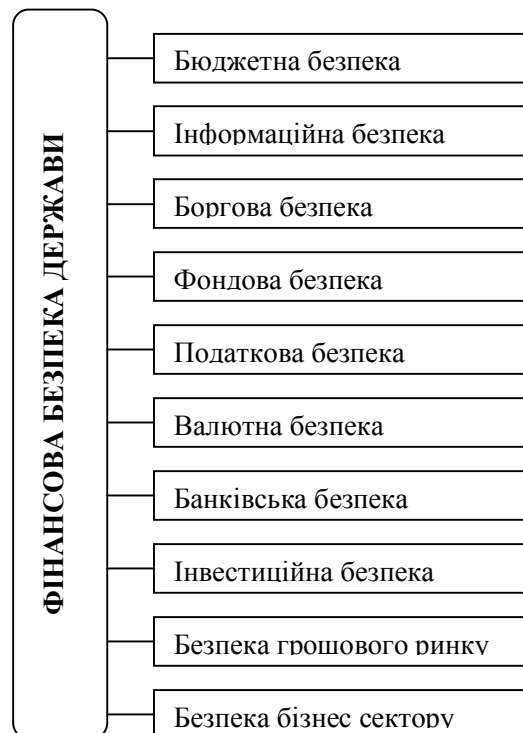 ФІНАНСОВА БЕЗПЕКА ДЕРЖАВИ
Бюджетна безпека
Інформаційна безпека
Боргова безпека
Фондова безпека
Податкова безпека
Валютна безпека
Банківська безпека
Інвестиційна безпека
Безпека грошового ринку
Безпека бізнес сектору